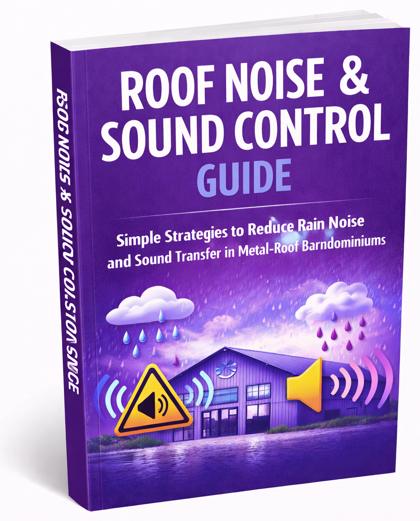 ROOF NOISE &
SOUND CONTROL
GUIDE
Simple Strategies to Reduce Rain Noise
and Sound Transfer in Metal-Roof Barndominiums